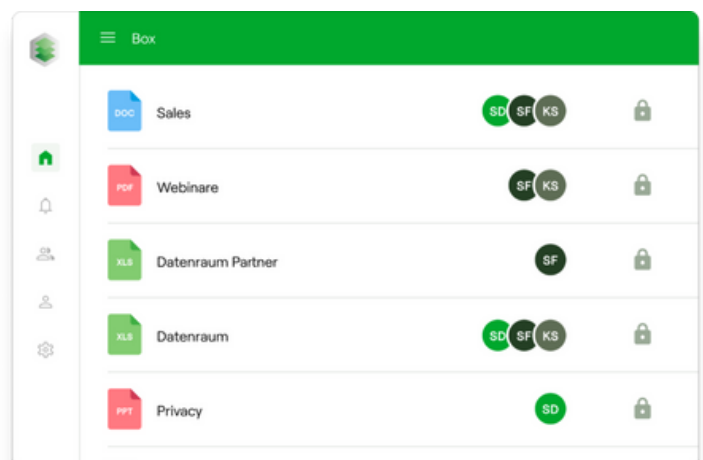 Box
DOC Sales SD SF KS
PDF Webinare SF KS
XLS Datenraum Partner SF
XLS Datenraum SD SF KS
PPT Privacy SD